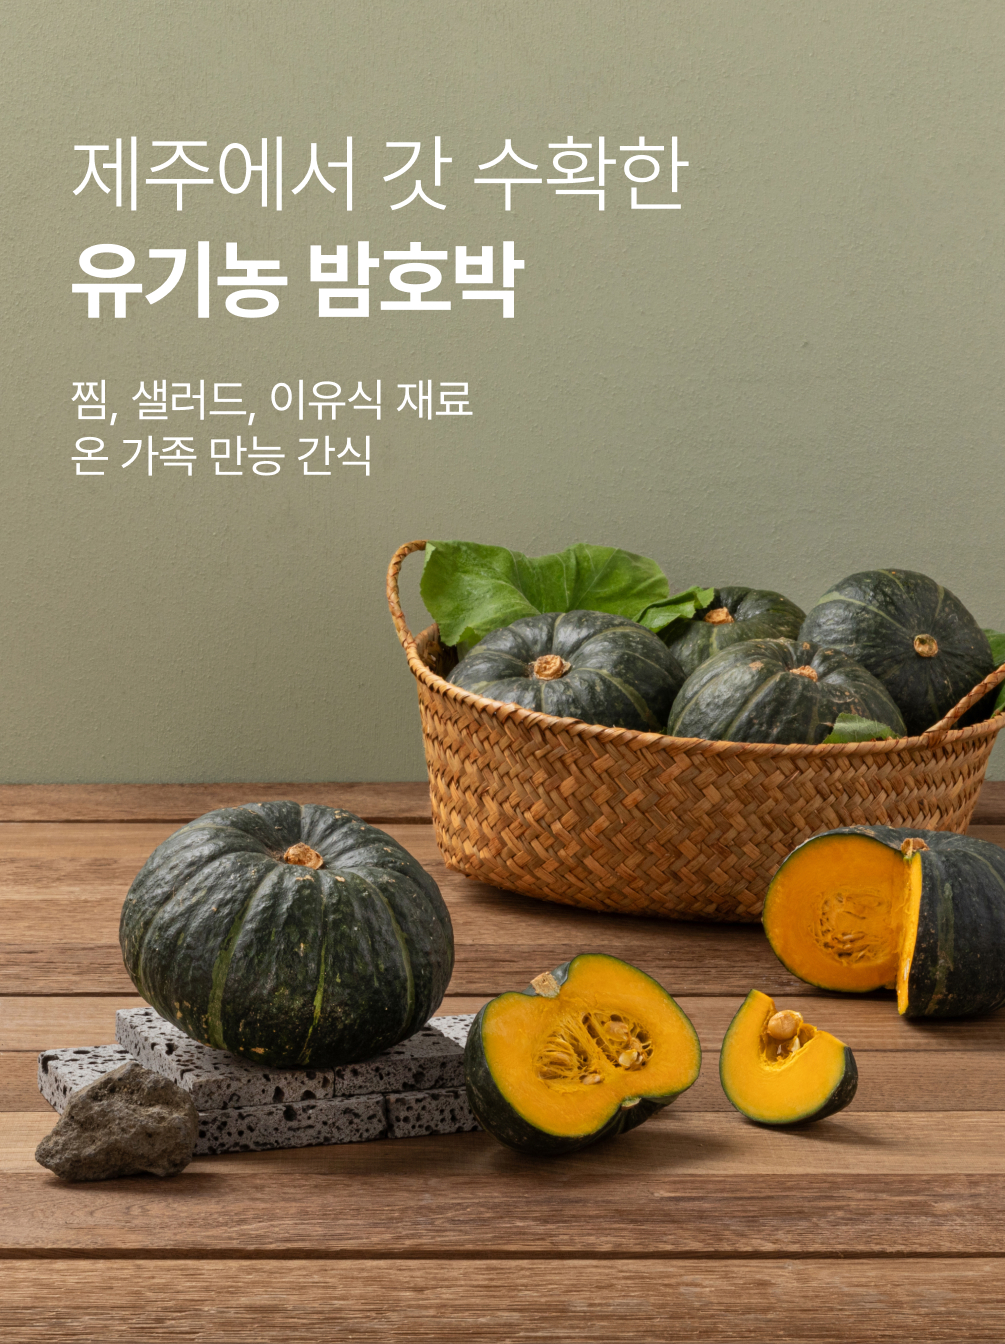 제주에서 갓 수확한
유기농 밤호박
찜, 샐러드, 이유식 재료
온 가족 만능 간식